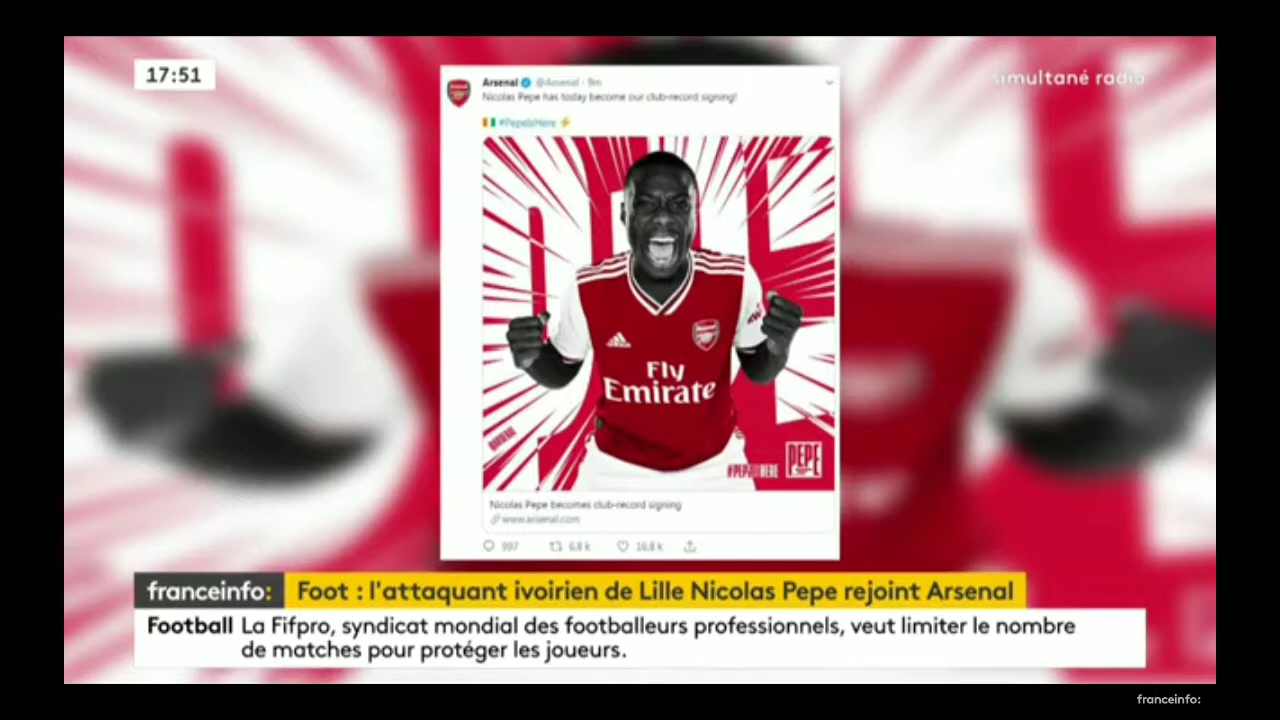 17:51
simultané radio
Arsenal @Arsenal · 9m
Nicolas Pepe has today become our club-record signing!
#PepeIsHere
Fly
Emirate
#PEPEISHERE
PEPE
Nicolas Pepe becomes club-record signing
www.arsenal.com
997 6.8 k 16.8 k
franceinfo: Foot : l'attaquant ivoirien de Lille Nicolas Pepe rejoint Arsenal
Football La Fifpro, syndicat mondial des footballeurs professionnels, veut limiter le nombre
de matches pour protéger les joueurs.
franceinfo: